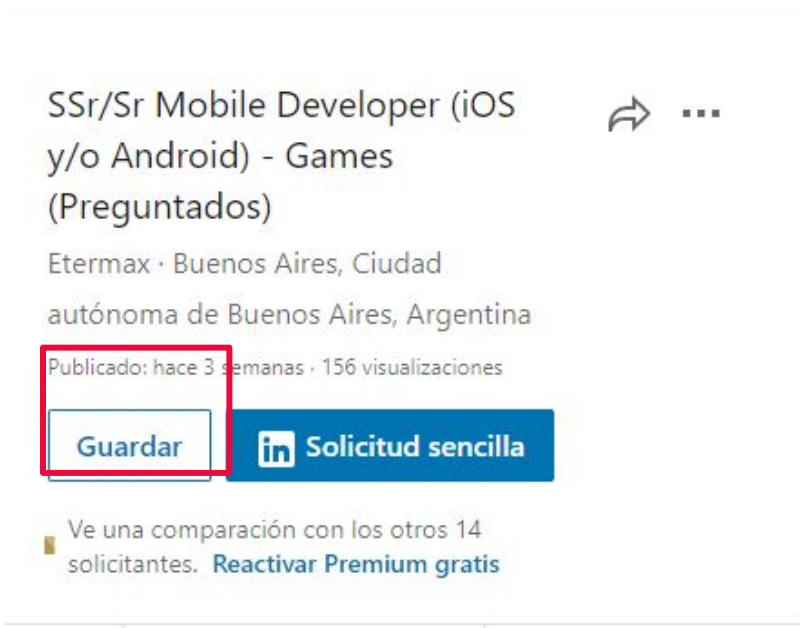 SSr/Sr Mobile Developer (iOS
y/o Android) - Games
(Preguntados)
Etermax · Buenos Aires, Ciudad
autónoma de Buenos Aires, Argentina
Publicado: hace 3 semanas · 156 visualizaciones
Guardar
in Solicitud sencilla
Ve una comparación con los otros 14
solicitantes. Reactivar Premium gratis